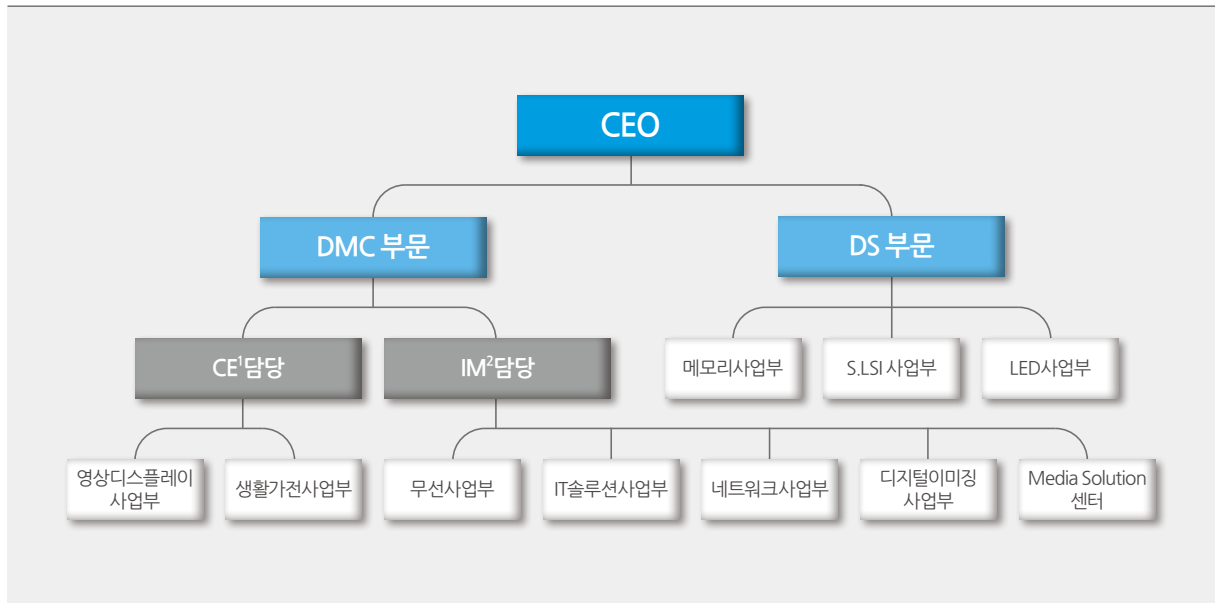 CEO
DMC 부문
DS 부문
CE¹담당
IM²담당
메모리사업부
S.LSI 사업부
LED사업부
영상디스플레이
사업부
생활가전사업부
무선사업부
IT솔루션사업부
네트워크사업부
디지털이미징
사업부
Media Solution
센터